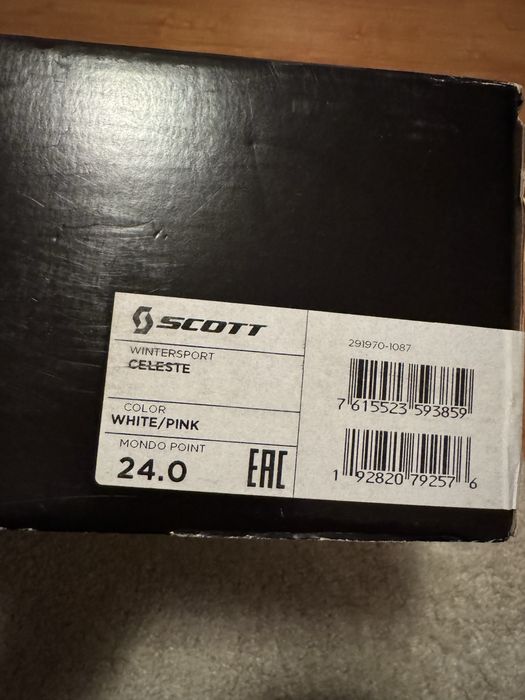 SCOTT
WINTERSPORT
CELESTE
COLOR
WHITE/PINK
MONDO POINT
24.0
EAC
291970-1087
7 615523 593859
1 92820 79257 6